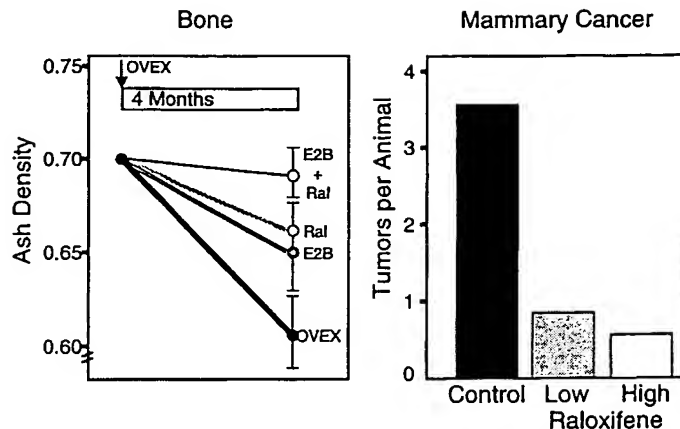 Bone
0.75
OVEX
4 Months
0.70
0.65
0.60
Ash Density
E2B
+
Ral
Ral
E2B
OVEX
Mammary Cancer
4
3
2
1
0
Tumors per Animal
Control Low High
Raloxifene